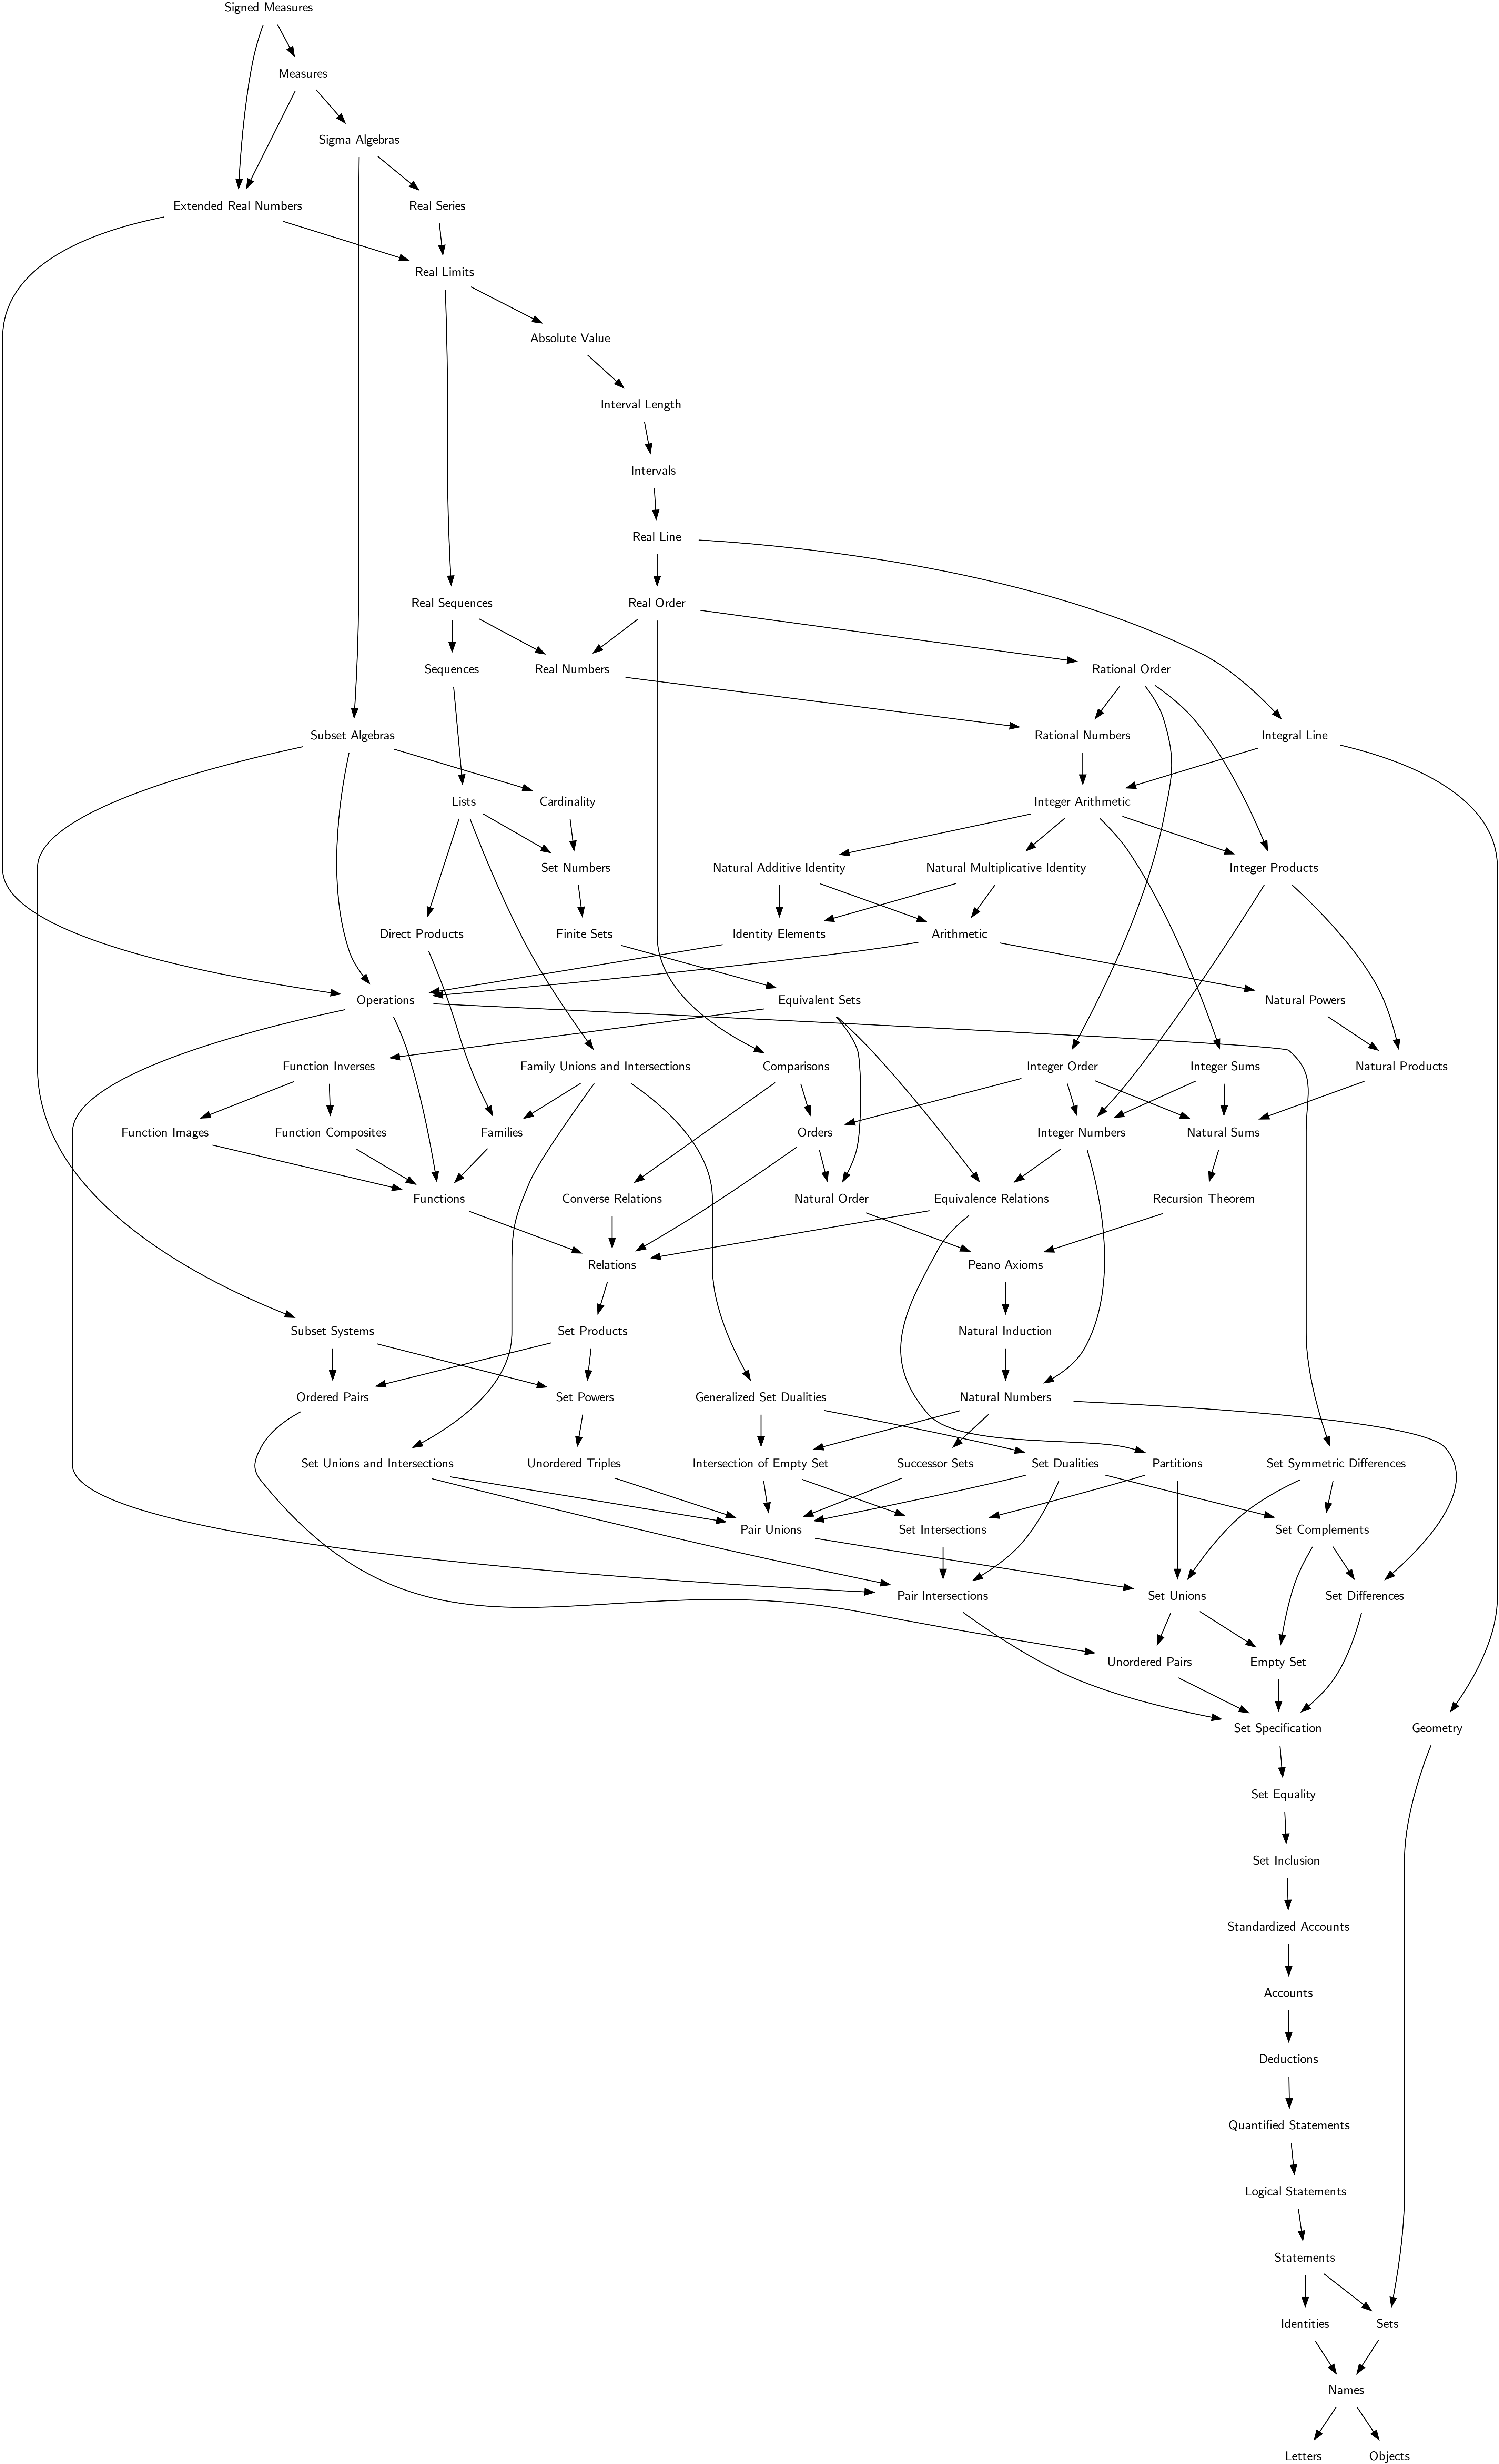 Signed Measures
Measures
Sigma Algebras
Extended Real Numbers
Real Series
Real Limits
Absolute Value
Interval Length
Intervals
Real Line
Real Sequences
Real Order
Sequences
Real Numbers
Rational Order
Subset Algebras
Rational Numbers
Integral Line
Lists
Cardinality
Integer Arithmetic
Set Numbers
Natural Additive Identity
Natural Multiplicative Identity
Integer Products
Direct Products
Finite Sets
Identity Elements
Arithmetic
Operations
Equivalent Sets
Natural Powers
Function Inverses
Family Unions and Intersections
Comparisons
Integer Order
Integer Sums
Natural Products
Function Images
Function Composites
Families
Orders
Integer Numbers
Natural Sums
Functions
Converse Relations
Natural Order
Equivalence Relations
Recursion Theorem
Relations
Peano Axioms
Subset Systems
Set Products
Natural Induction
Ordered Pairs
Set Powers
Generalized Set Dualities
Natural Numbers
Set Unions and Intersections
Unordered Triples
Intersection of Empty Set
Successor Sets
Set Dualities
Partitions
Set Symmetric Differences
Pair Unions
Set Intersections
Set Complements
Pair Intersections
Set Unions
Set Differences
Unordered Pairs
Empty Set
Set Specification
Geometry
Set Equality
Set Inclusion
Standardized Accounts
Accounts
Deductions
Quantified Statements
Logical Statements
Statements
Identities
Sets
Names
Letters
Objects